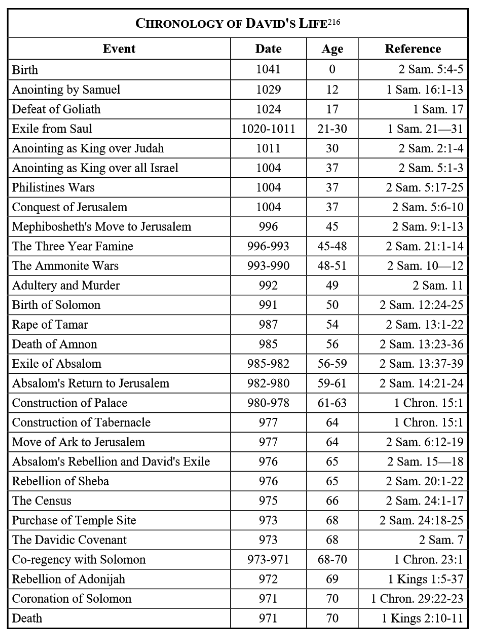 CHRONOLOGY OF DAVID'S LIFE216
Event Date Age Reference
Birth 1041 0 2 Sam. 5:4-5
Anointing by Samuel 1029 12 1 Sam. 16:1-13
Defeat of Goliath 1024 17 1 Sam. 17
Exile from Saul 1020-1011 21-30 1 Sam. 21—31
Anointing as King over Judah 1011 30 2 Sam. 2:1-4
Anointing as King over all Israel 1004 37 2 Sam. 5:1-3
Philistines Wars 1004 37 2 Sam. 5:17-25
Conquest of Jerusalem 1004 37 2 Sam. 5:6-10
Mephibosheth's Move to Jerusalem 996 45 2 Sam. 9:1-13
The Three Year Famine 996-993 45-48 2 Sam. 21:1-14
The Ammonite Wars 993-990 48-51 2 Sam. 10—12
Adultery and Murder 992 49 2 Sam. 11
Birth of Solomon 991 50 2 Sam. 12:24-25
Rape of Tamar 987 54 2 Sam. 13:1-22
Death of Amnon 985 56 2 Sam. 13:23-36
Exile of Absalom 985-982 56-59 2 Sam. 13:37-39
Absalom's Return to Jerusalem 982-980 59-61 2 Sam. 14:21-24
Construction of Palace 980-978 61-63 1 Chron. 15:1
Construction of Tabernacle 977 64 1 Chron. 15:1
Move of Ark to Jerusalem 977 64 2 Sam. 6:12-19
Absalom's Rebellion and David's Exile 976 65 2 Sam. 15—18
Rebellion of Sheba 976 65 2 Sam. 20:1-22
The Census 975 66 2 Sam. 24:1-17
Purchase of Temple Site 973 68 2 Sam. 24:18-25
The Davidic Covenant 973 68 2 Sam. 7
Co-regency with Solomon 973-971 68-70 1 Chron. 23:1
Rebellion of Adonijah 972 69 1 Kings 1:5-37
Coronation of Solomon 971 70 1 Chron. 29:22-23
Death 971 70 1 Kings 2:10-11